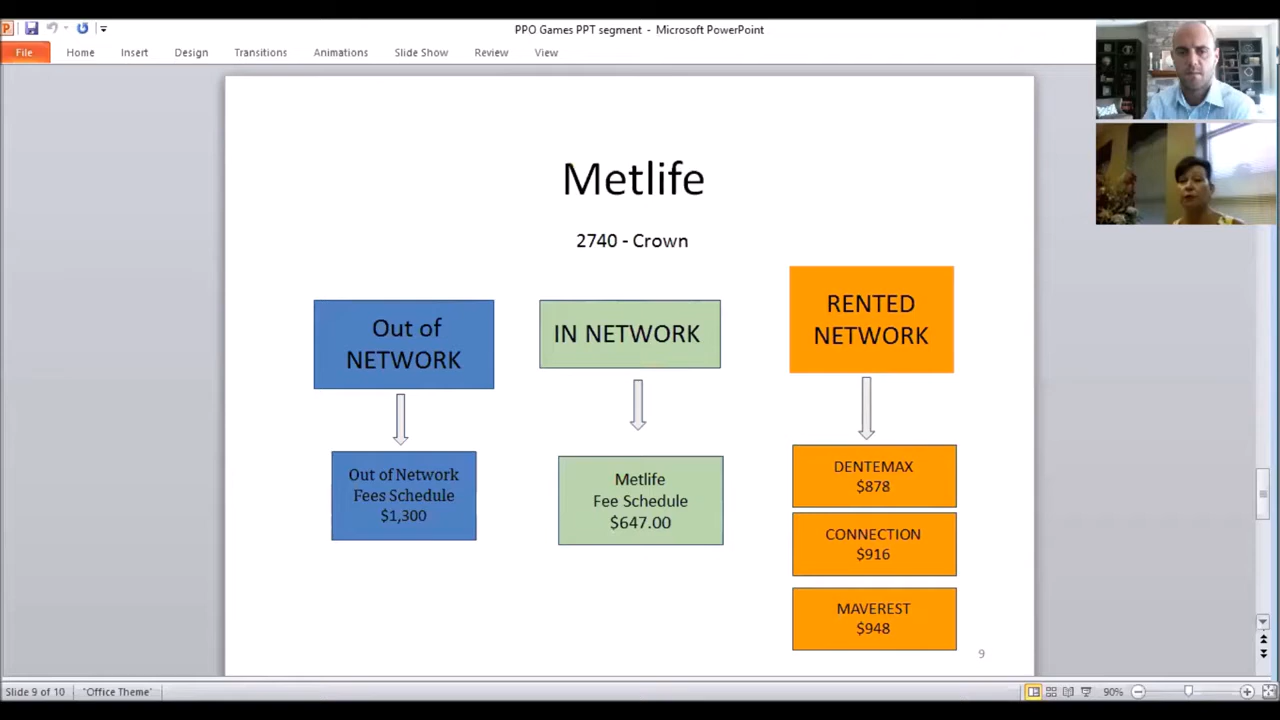 PPO Games PPT segment - Microsoft PowerPoint
File Home Insert Design Transitions Animations Slide Show Review View
Metlife
2740 - Crown
Out of
NETWORK
IN NETWORK
RENTED
NETWORK
Out of Network
Fees Schedule
$1,300
Metlife
Fee Schedule
$647.00
DENTEMAX
$878
CONNECTION
$916
MAVEREST
$948
9
Slide 9 of 10 "Office Theme" 90%